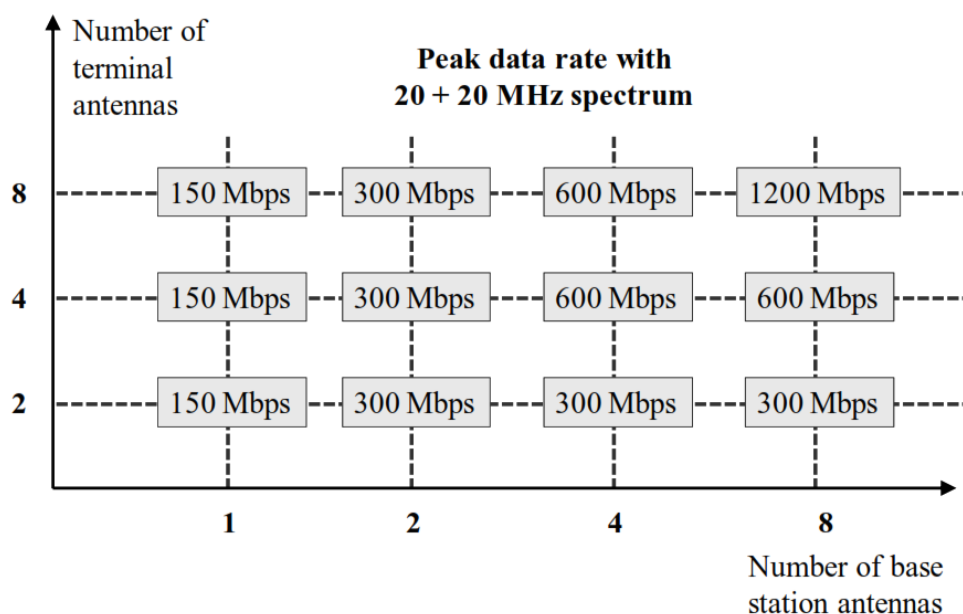 Number of
terminal
antennas
Peak data rate with
20 + 20 MHz spectrum
8
150 Mbps
300 Mbps
600 Mbps
1200 Mbps
4
150 Mbps
300 Mbps
600 Mbps
600 Mbps
2
150 Mbps
300 Mbps
300 Mbps
300 Mbps
1
2
4
8
Number of base
station antennas